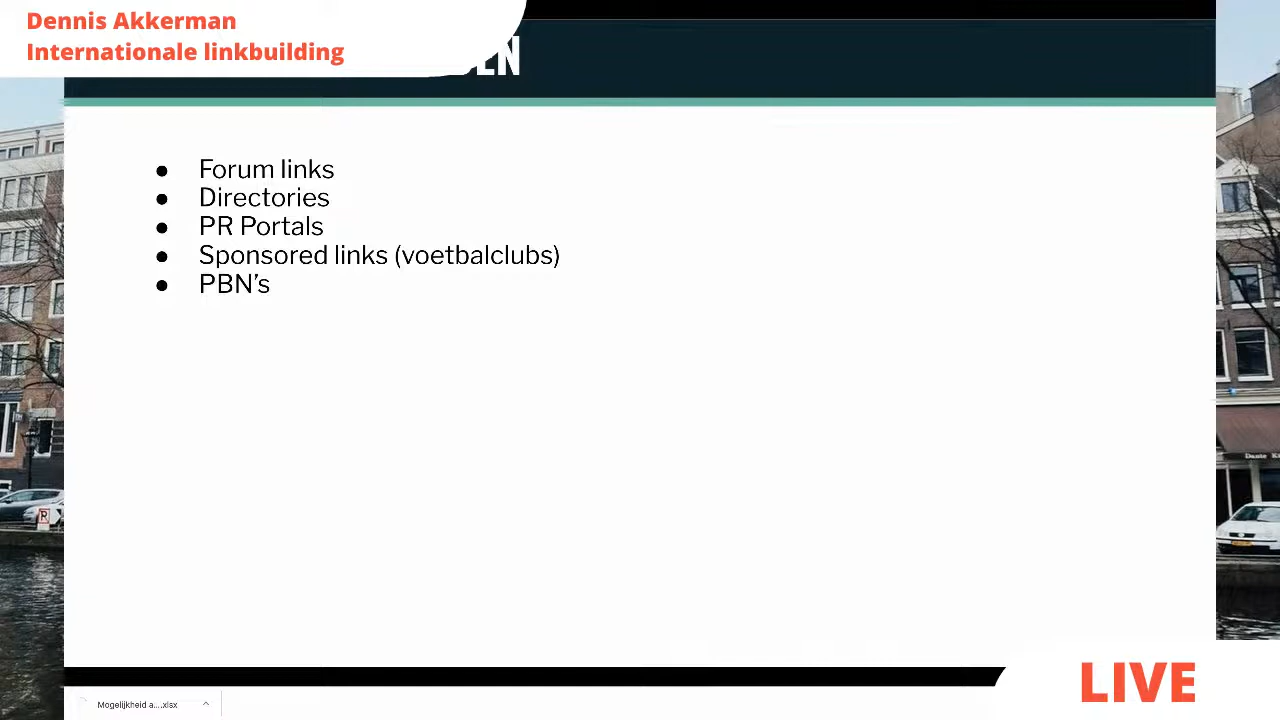 Dennis Akkerman
Internationale linkbuilding
● Forum links
● Directories
● PR Portals
● Sponsored links (voetbalclubs)
● PBN’s
Mogelijkheid a....xlsx
LIVE